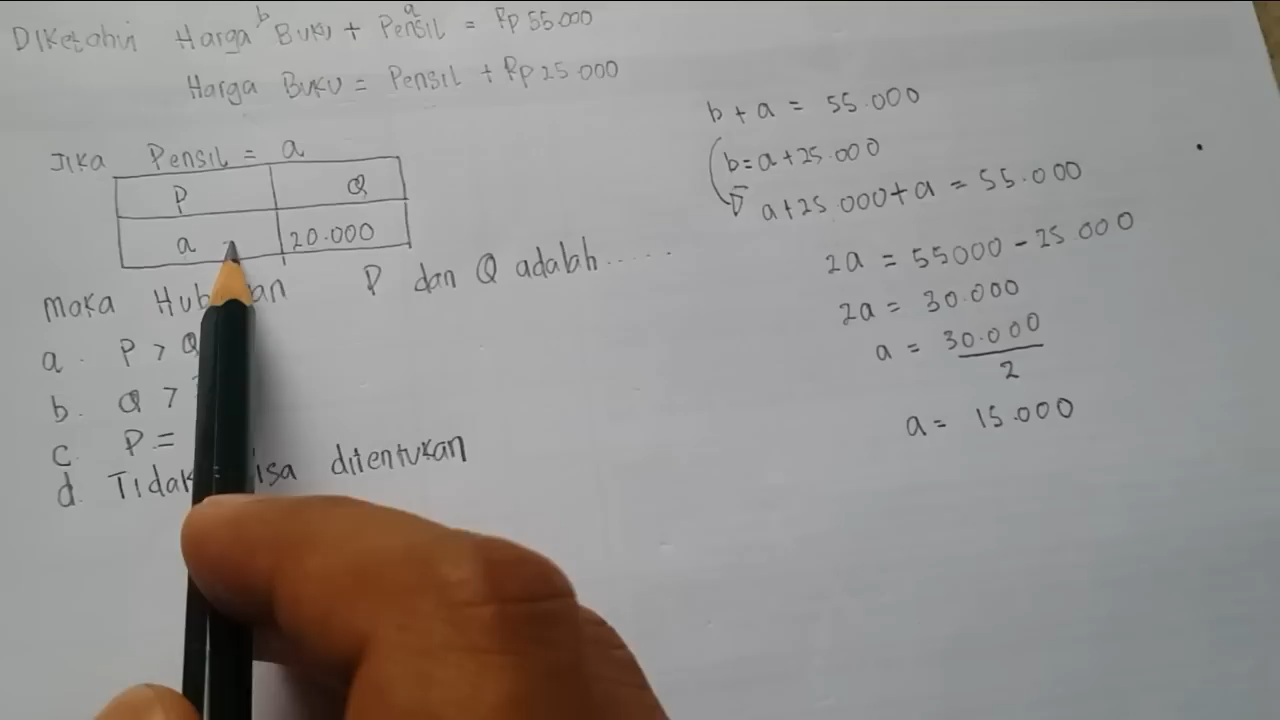 Diketahui Harga Buku + Pensil = Rp 55.000
b a
Harga Buku = Pensil + Rp 25.000
Jika Pensil = a
P Q
a 20.000
maka P dan Q adalah......
a. P > Q
b. Q >
c. P =
d. Tidak ditentukan
b + a = 55.000
b = a + 25.000
a + 25.000 + a = 55.000
2a = 55000 - 25.000
2a = 30.000
a = 30.000
2
a = 15.000